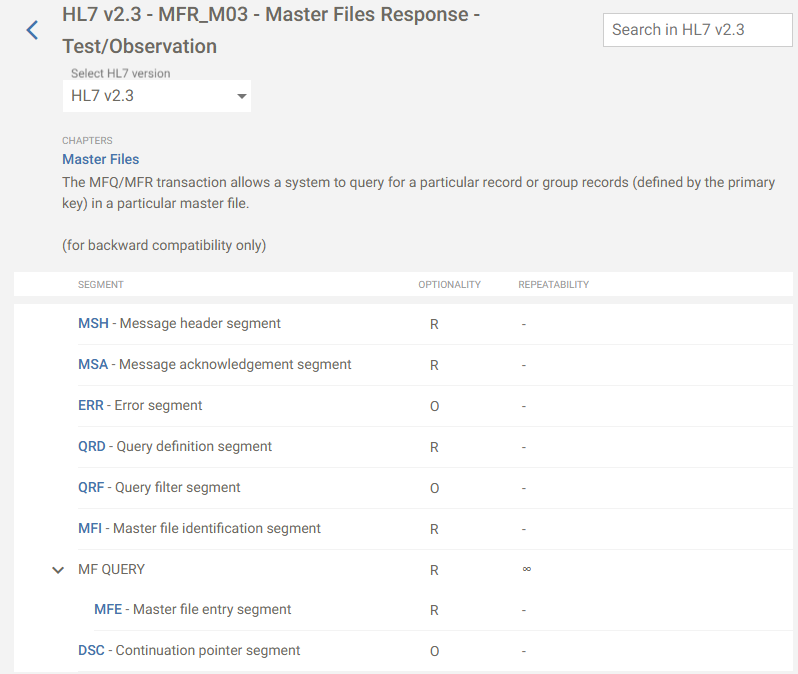 HL7 v2.3 - MFR_M03 - Master Files Response -
Test/Observation
Search in HL7 v2.3
Select HL7 version
HL7 v2.3
CHAPTERS
Master Files
The MFQ/MFR transaction allows a system to query for a particular record or group records (defined by the primary
key) in a particular master file.
(for backward compatibility only)
SEGMENT OPTIONALITY REPEATABILITY
MSH - Message header segment R -
MSA - Message acknowledgement segment R -
ERR - Error segment O -
QRD - Query definition segment R -
QRF - Query filter segment O -
MFI - Master file identification segment R -
MF QUERY R ∞
MFE - Master file entry segment R -
DSC - Continuation pointer segment O -